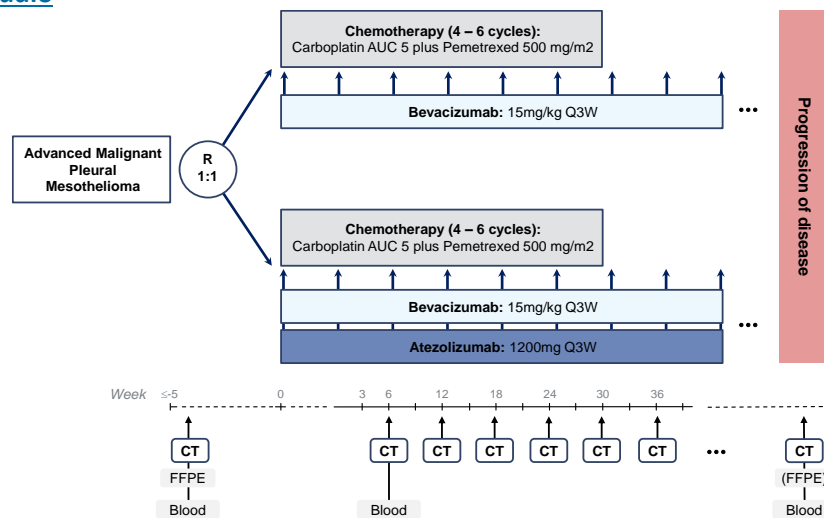 Chemotherapy (4 – 6 cycles):
Carboplatin AUC 5 plus Pemetrexed 500 mg/m2
Bevacizumab: 15mg/kg Q3W
...
Advanced Malignant
Pleural
Mesothelioma
R
1:1
Chemotherapy (4 – 6 cycles):
Carboplatin AUC 5 plus Pemetrexed 500 mg/m2
Bevacizumab: 15mg/kg Q3W
Atezolizumab: 1200mg Q3W
...
Progression of disease
Week ≤-5 0 3 6 12 18 24 30 36
CT CT CT CT CT CT CT ... CT
FFPE (FFPE)
Blood Blood Blood